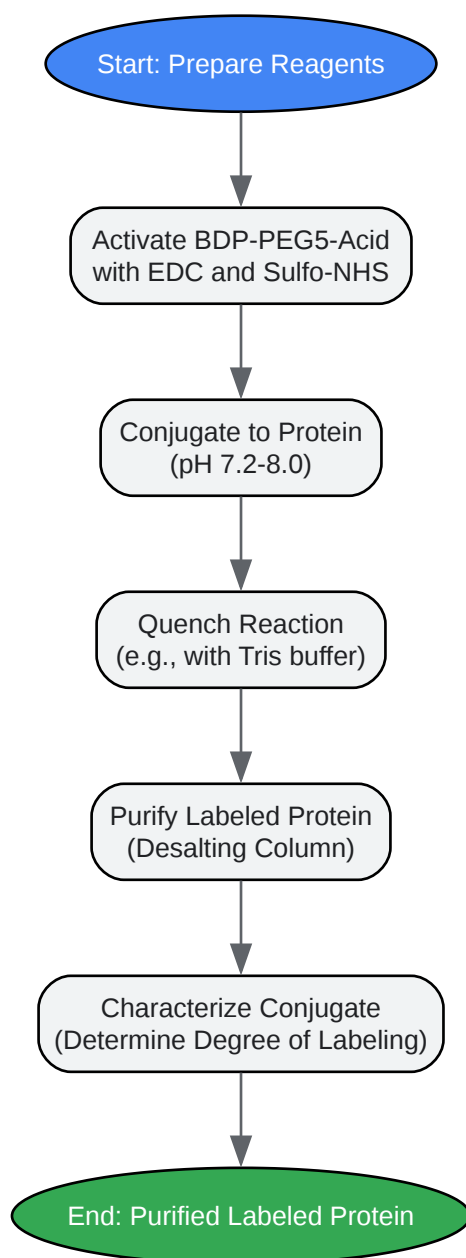 Start: Prepare Reagents
Activate BDP-PEG5-Acid
with EDC and Sulfo-NHS
Conjugate to Protein
(pH 7.2-8.0)
Quench Reaction
(e.g., with Tris buffer)
Purify Labeled Protein
(Desalting Column)
Characterize Conjugate
(Determine Degree of Labeling)
End: Purified Labeled Protein